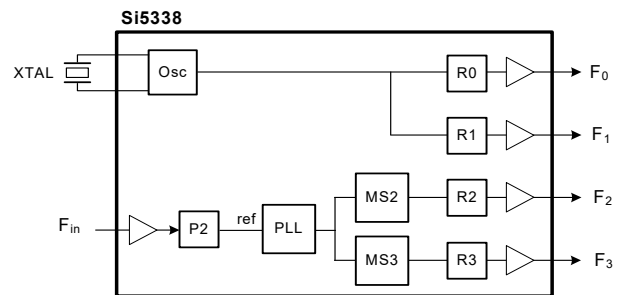 Si5338
XTAL
Osc
R0
F0
R1
F1
MS2
R2
F2
Fin
P2
ref
PLL
MS3
R3
F3